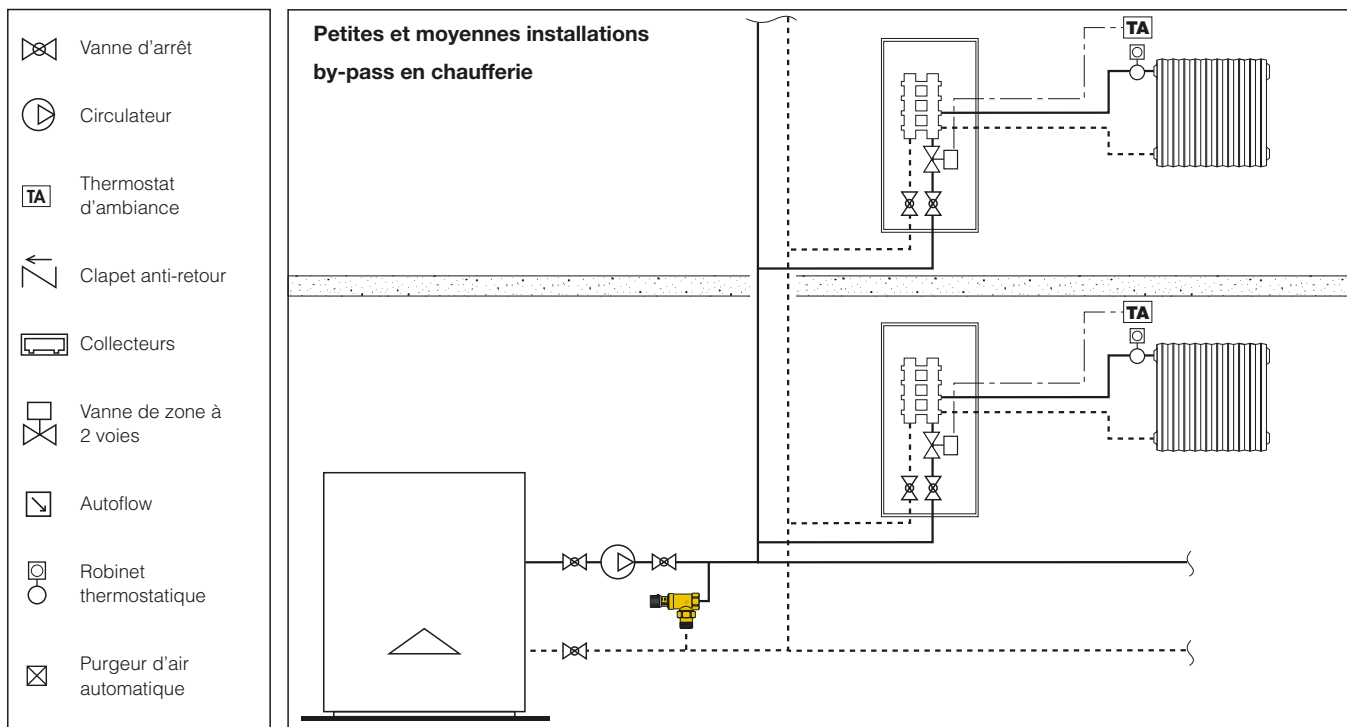 Vanne d'arrêt
Circulateur
TA
Thermostat
d'ambiance
Clapet anti-retour
Collecteurs
Vanne de zone à
2 voies
Autoflow
Robinet
thermostatique
Purgeur d'air
automatique
Petites et moyennes installations
by-pass en chaufferie
TA
TA